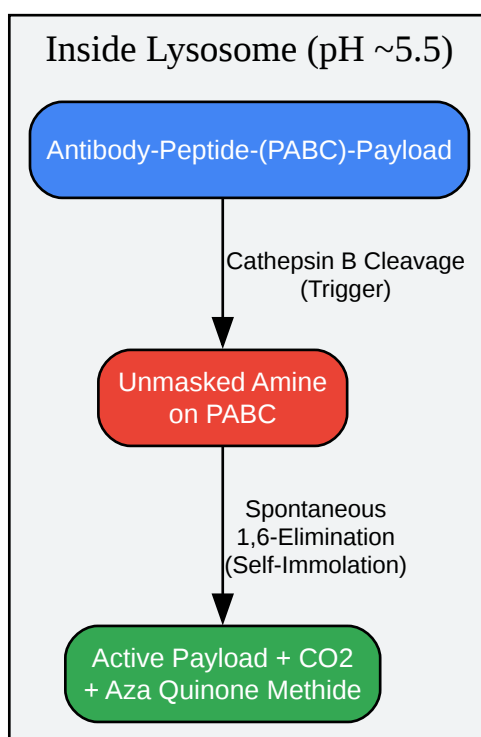 Inside Lysosome (pH ~5.5)
Antibody-Peptide-(PABC)-Payload
Cathepsin B Cleavage
(Trigger)
Unmasked Amine
on PABC
Spontaneous
1,6-Elimination
(Self-Immolation)
Active Payload + CO2
+ Aza Quinone Methide